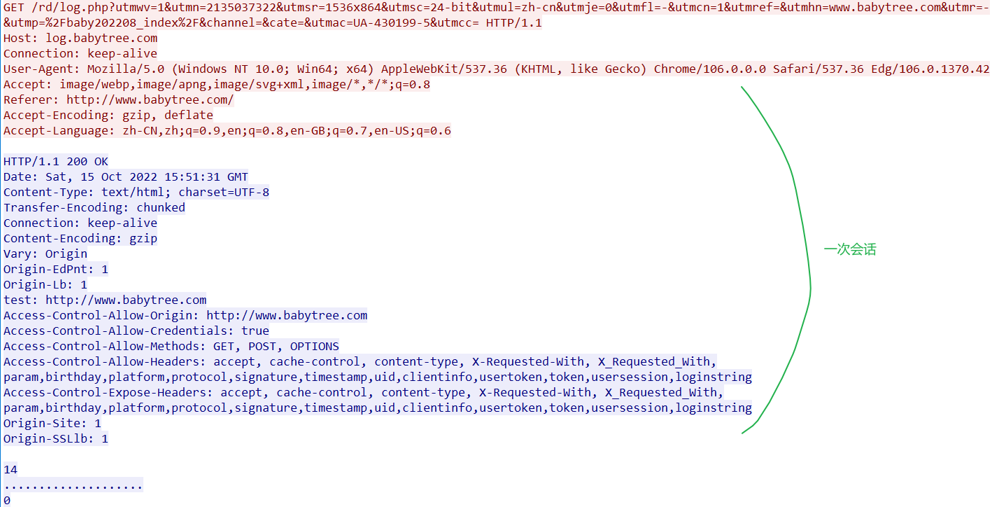 GET /rd/log.php?utmwv=1&utmn=2135037322&utmsr=1536x864&utmsc=24-bit&utmul=zh-cn&utmje=0&utmfl=-&utmcn=1&utmref=&utmhn=www.babytree.com&utmr=-
&utmp=%2Fbaby202208_index%2F&channel=&cate=&utmac=UA-430199-5&utmcc= HTTP/1.1
Host: log.babytree.com
Connection: keep-alive
User-Agent: Mozilla/5.0 (Windows NT 10.0; Win64; x64) AppleWebKit/537.36 (KHTML, like Gecko) Chrome/106.0.0.0 Safari/537.36 Edg/106.0.1370.42
Accept: image/webp,image/apng,image/svg+xml,image/*,*/*;q=0.8
Referer: http://www.babytree.com/
Accept-Encoding: gzip, deflate
Accept-Language: zh-CN,zh;q=0.9,en;q=0.8,en-GB;q=0.7,en-US;q=0.6
HTTP/1.1 200 OK
Date: Sat, 15 Oct 2022 15:51:31 GMT
Content-Type: text/html; charset=UTF-8
Transfer-Encoding: chunked
Connection: keep-alive
Content-Encoding: gzip
一次会话
Vary: Origin
Origin-EdPnt: 1
Origin-Lb: 1
test: http://www.babytree.com
Access-Control-Allow-Origin: http://www.babytree.com
Access-Control-Allow-Credentials: true
Access-Control-Allow-Methods: GET, POST, OPTIONS
Access-Control-Allow-Headers: accept, cache-control, content-type, X-Requested-With, X_Requested_With,
param,birthday,platform,protocol,signature,timestamp,uid,clientinfo,usertoken,token,usersession,loginstring
Access-Control-Expose-Headers: accept, cache-control, content-type, X-Requested-With, X_Requested_With,
param,birthday,platform,protocol,signature,timestamp,uid,clientinfo,usertoken,token,usersession,loginstring
Origin-Site: 1
Origin-SSLlb: 1
14
....................
0